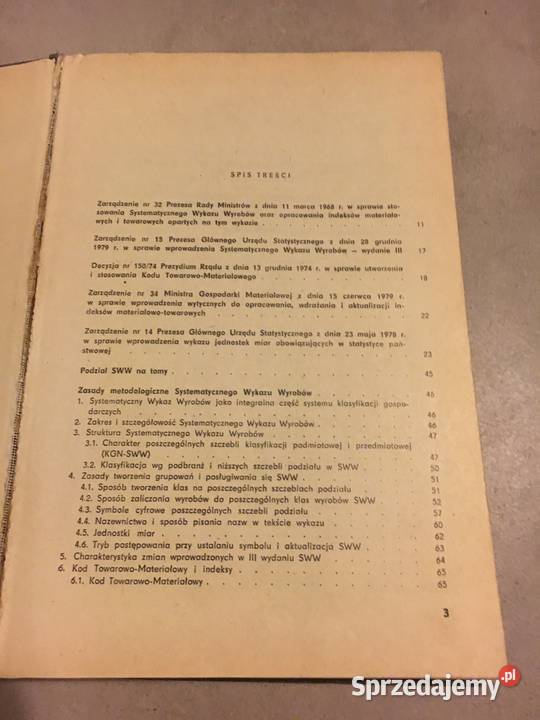 SPIS TREŚCI
Zarządzenie nr 32 Prezesa Rady Ministrów z dnia 11 marca 1968 r. w sprawie sto-
sowania Systematycznego Wykazu Wyrobów oraz opracowania indeksów materiało-
wych i towarowych opartych na tym wykazie . . . . . 11
Zarządzenie nr 15 Prezesa Głównego Urzędu Statystycznego z dnia 28 grudnia
1979 r. w sprawie wprowadzenia Systematycznego Wykazu Wyrobów – wydanie III 17
Decyzja nr 150/74 Prezydium Rządu z dnia 13 grudnia 1974 r. w sprawie utworzenia
i stosowania Kodu Towarowo-Materiałowego . . . . . 18
Zarządzenie nr 34 Ministra Gospodarki Materiałowej z dnia 15 czerwca 1979 r.
w sprawie wprowadzenia wytycznych do opracowania, wdrażania i aktualizacji in-
deksów materiałowo-towarowych . . . . . 22
Zarządzenie nr 14 Prezesa Głównego Urzędu Statystycznego z dnia 23 maja 1978 r.
w sprawie wprowadzenia wykazu jednostek miar obowiązujących w statystyce pań-
stwowej . . . . . 23
Podział SWW na tomy . . . . . 45
Zasady metodologiczne Systematycznego Wykazu Wyrobów . . . . . 46
1. Systematyczny Wykaz Wyrobów jako integralna część systemu klasyfikacji gospo-
darczych . . . . . 46
2. Zakres i szczegółowość Systematycznego Wykazu Wyrobów . . . . . 46
3. Struktura Systematycznego Wykazu Wyrobów . . . . . 47
3.1. Charakter poszczególnych szczebli klasyfikacji podmiotowej i przedmiotowej
(KGN-SWW) . . . . . 47
3.2. Klasyfikacja wg podbranż i niższych szczebli podziału w SWW . . . . . 50
4. Zasady tworzenia grupowań i posługiwania się SWW . . . . . 51
4.1. Sposób tworzenia klas na poszczególnych szczeblach podziału . . . . . 51
4.2. Sposób zaliczania wyrobów do poszczególnych klas wyrobów SWW . . . . . 52
4.3. Symbole cyfrowe poszczególnych szczebli podziału . . . . . 57
4.4. Nazewnictwo i sposób pisania nazw w tekście wykazu . . . . . 60
4.5. Jednostki miar . . . . . 62
4.6. Tryb postępowania przy ustalaniu symbolu i aktualizacja SWW . . . . . 63
5. Charakterystyka zmian wprowadzonych w III wydaniu SWW . . . . . 64
6. Kod Towarowo-Materiałowy i indeksy . . . . . 65
6.1. Kod Towarowo-Materiałowy . . . . . 65
3
Sprzedajemy.pl